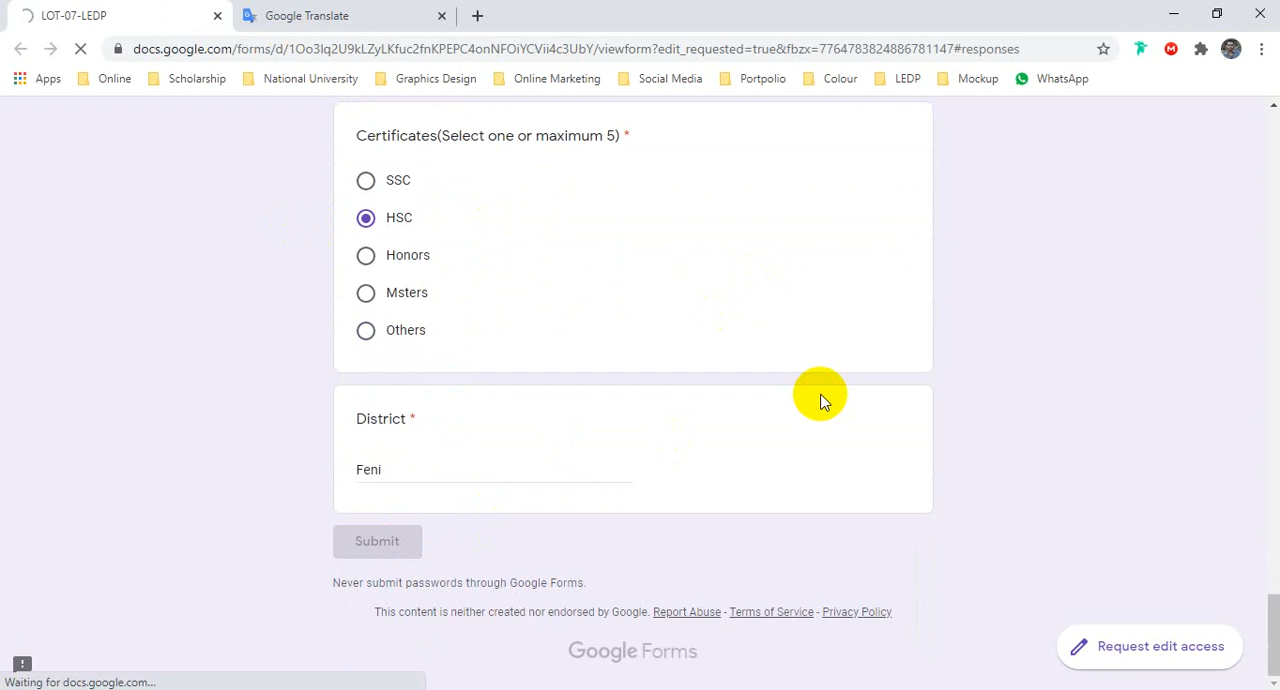 LOT-07-LEDP
Google Translate
docs.google.com/forms/d/1Oo3lq2U9kLZyLKfuc2fnKPEPC4onNFOiYCVii4c3UbY/viewform?edit_requested=true&fbzx=7764783824886781147#responses
Apps Online Scholarship National University Graphics Design Online Marketing Social Media Portpolio Colour LEDP Mockup WhatsApp
Certificates(Select one or maximum 5) *
SSC
HSC
Honors
Msters
Others
District *
Feni
Submit
Never submit passwords through Google Forms.
This content is neither created nor endorsed by Google. Report Abuse - Terms of Service - Privacy Policy
Google Forms
Request edit access
Waiting for docs.google.com...